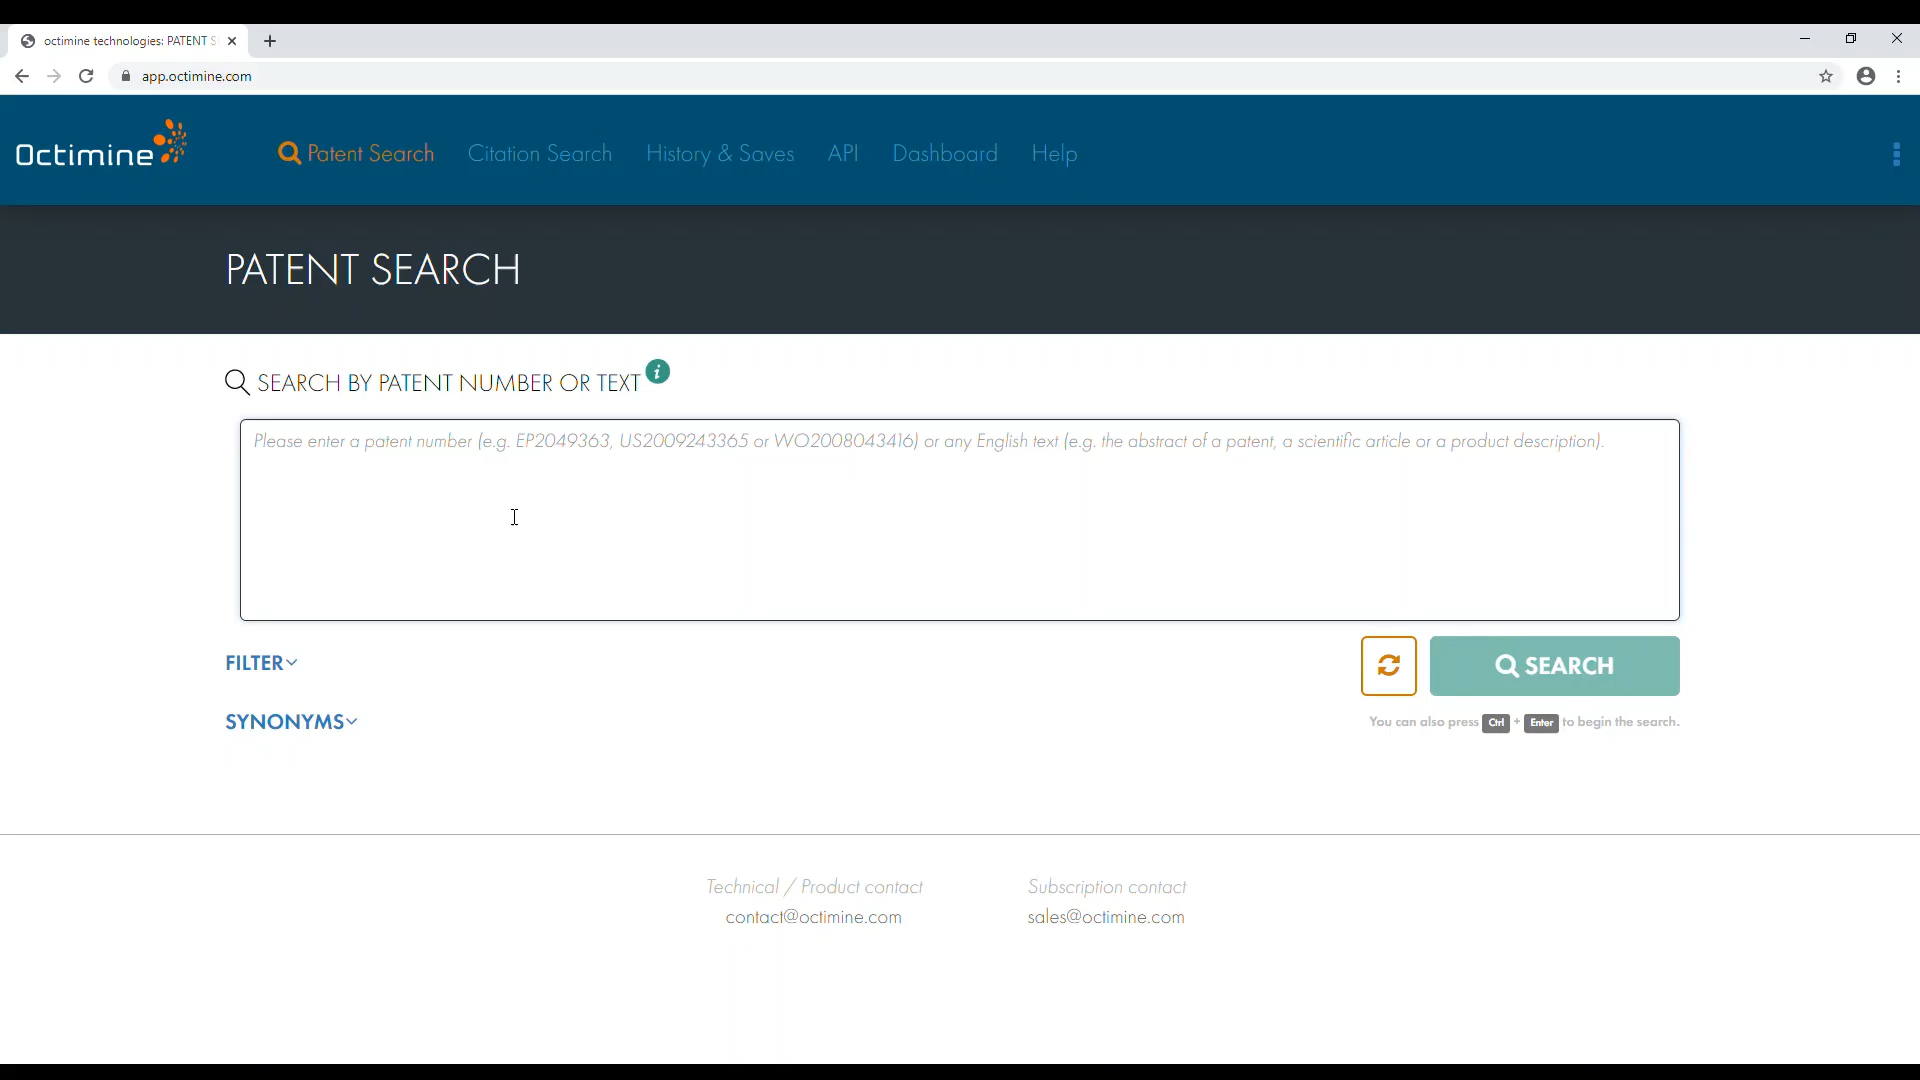 octimine technologies: PATENT S
app.octimine.com
Octimine
Patent Search
Citation Search
History & Saves
API
Dashboard
Help
PATENT SEARCH
SEARCH BY PATENT NUMBER OR TEXT i
Please enter a patent number (e.g. EP2049363, US2009243365 or WO2008043416) or any English text (e.g. the abstract of a patent, a scientific article or a product description).
FILTER
SEARCH
SYNONYMS
You can also press Ctrl + Enter to begin the search.
Technical / Product contact
Subscription contact
contact@octimine.com
sales@octimine.com